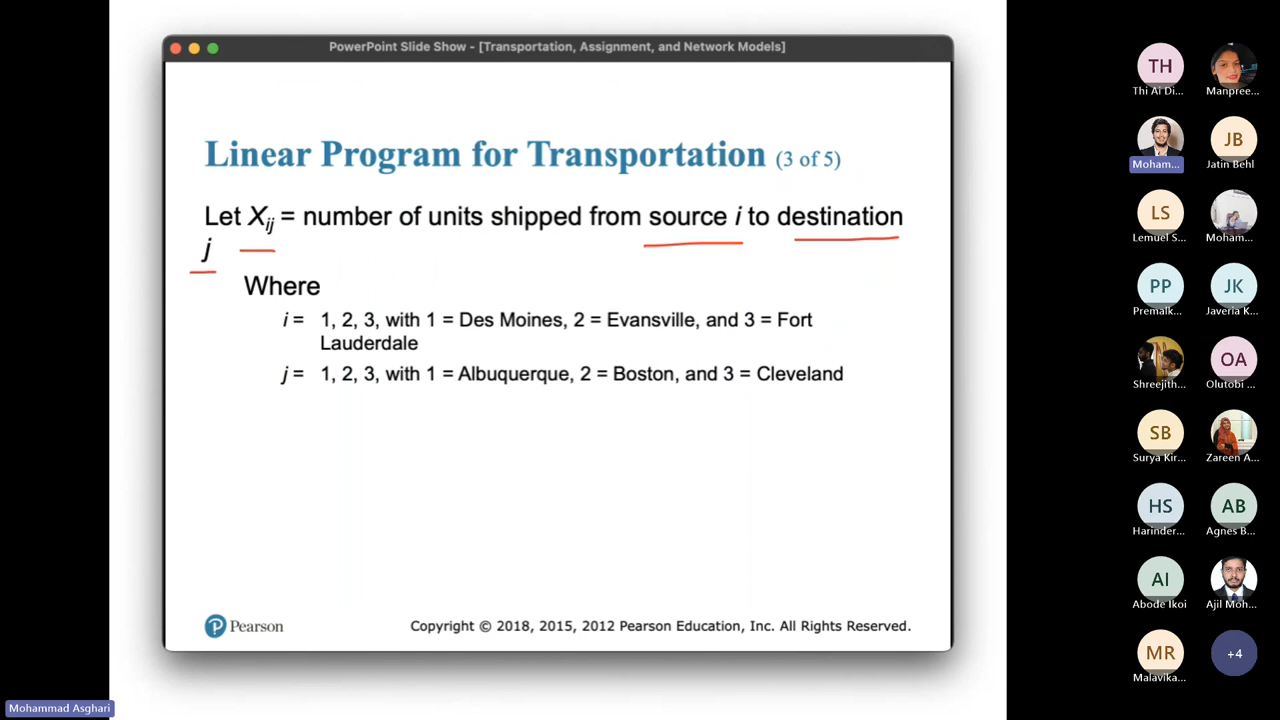 PowerPoint Slide Show - [Transportation, Assignment, and Network Models]
Linear Program for Transportation (3 of 5)
Let Xij = number of units shipped from source i to destination
j
Where
i = 1, 2, 3, with 1 = Des Moines, 2 = Evansville, and 3 = Fort
Lauderdale
j = 1, 2, 3, with 1 = Albuquerque, 2 = Boston, and 3 = Cleveland
P Pearson
Copyright © 2018, 2015, 2012 Pearson Education, Inc. All Rights Reserved.
TH
Thi Ai Di...
Manpree...
Moham...
JB
Jatin Behl
LS
Lemuel S...
Moham...
PP
Premalk...
JK
Javeria K...
Shreejith...
OA
Olutobi ...
SB
Surya Kir...
Zareen A...
HS
Harinder...
AB
Agnes B...
AI
Abode Ikoi
Ajil Moh...
MR
Malavika...
+4
Mohammad Asghari